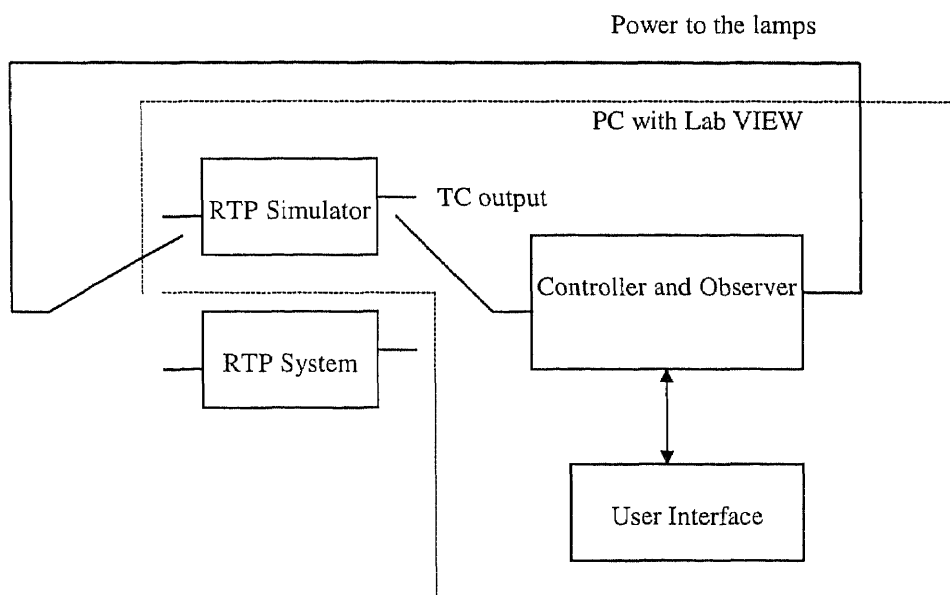 Power to the lamps
PC with Lab VIEW
RTP Simulator
TC output
Controller and Observer
RTP System
User Interface